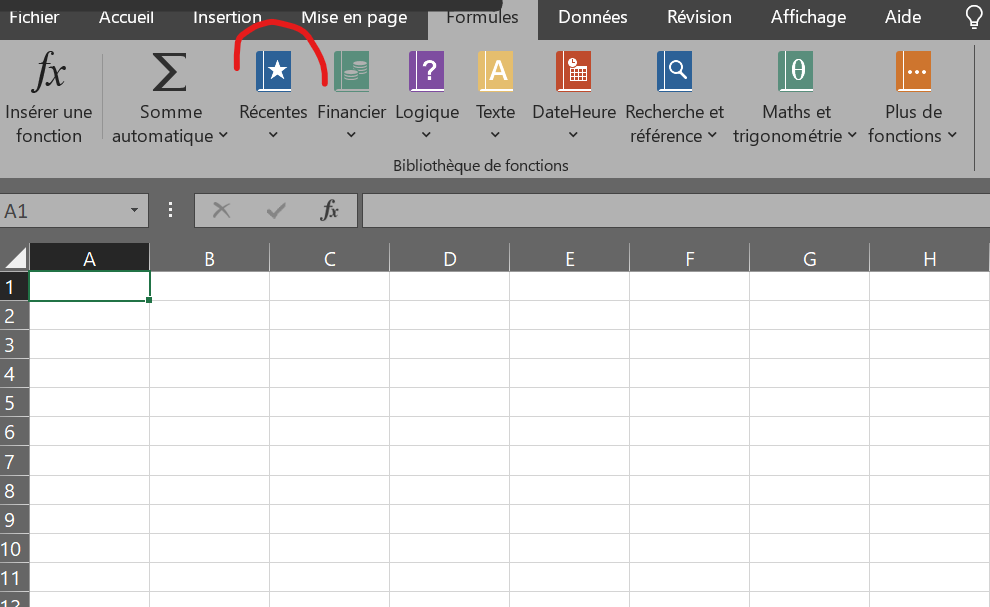 Fichier Accueil Insertion Mise en page Formules Données Révision Affichage Aide
fx Σ ? A θ
Insérer une Somme Récentes Financier Logique Texte DateHeure Recherche et Maths et Plus de
fonction automatique référence trigonométrie fonctions
Bibliothèque de fonctions
A1 fx
A B C D E F G H
1
2
3
4
5
6
7
8
9
10
11
12